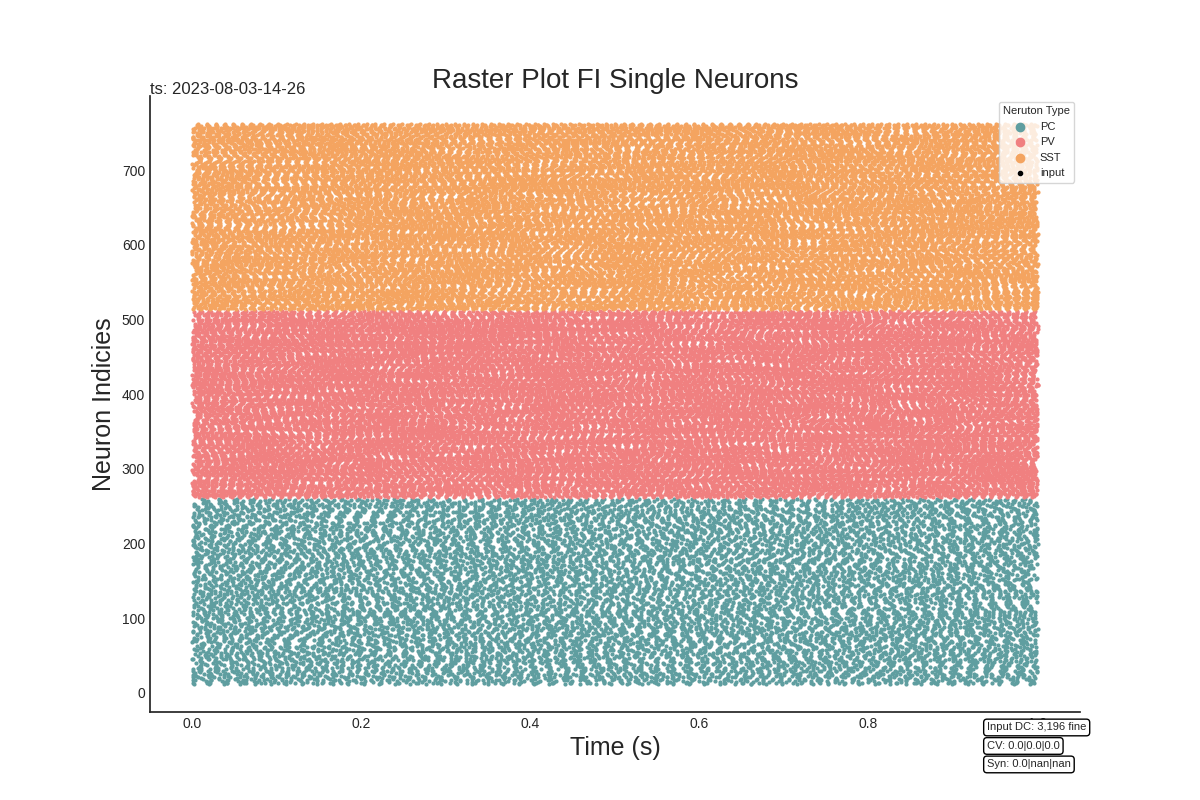 Raster Plot FI Single Neurons
ts: 2023-08-03-14-26
Neruton Type
PC
PV
SST
input
700
600
500
400
300
200
100
0
Neuron Indicies
0.0 0.2 0.4 0.6 0.8
Time (s)
Input DC: 3,196 fine
CV: 0.0|0.0|0.0
Syn: 0.0|nan|nan